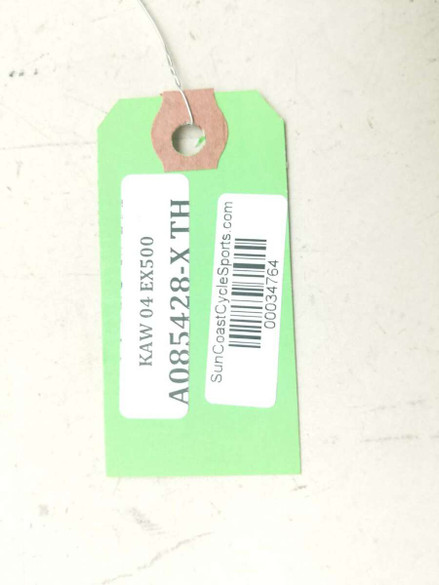 KAW 04 EX500
A085428-X TH
SunCoastCycleSports.com
00034764